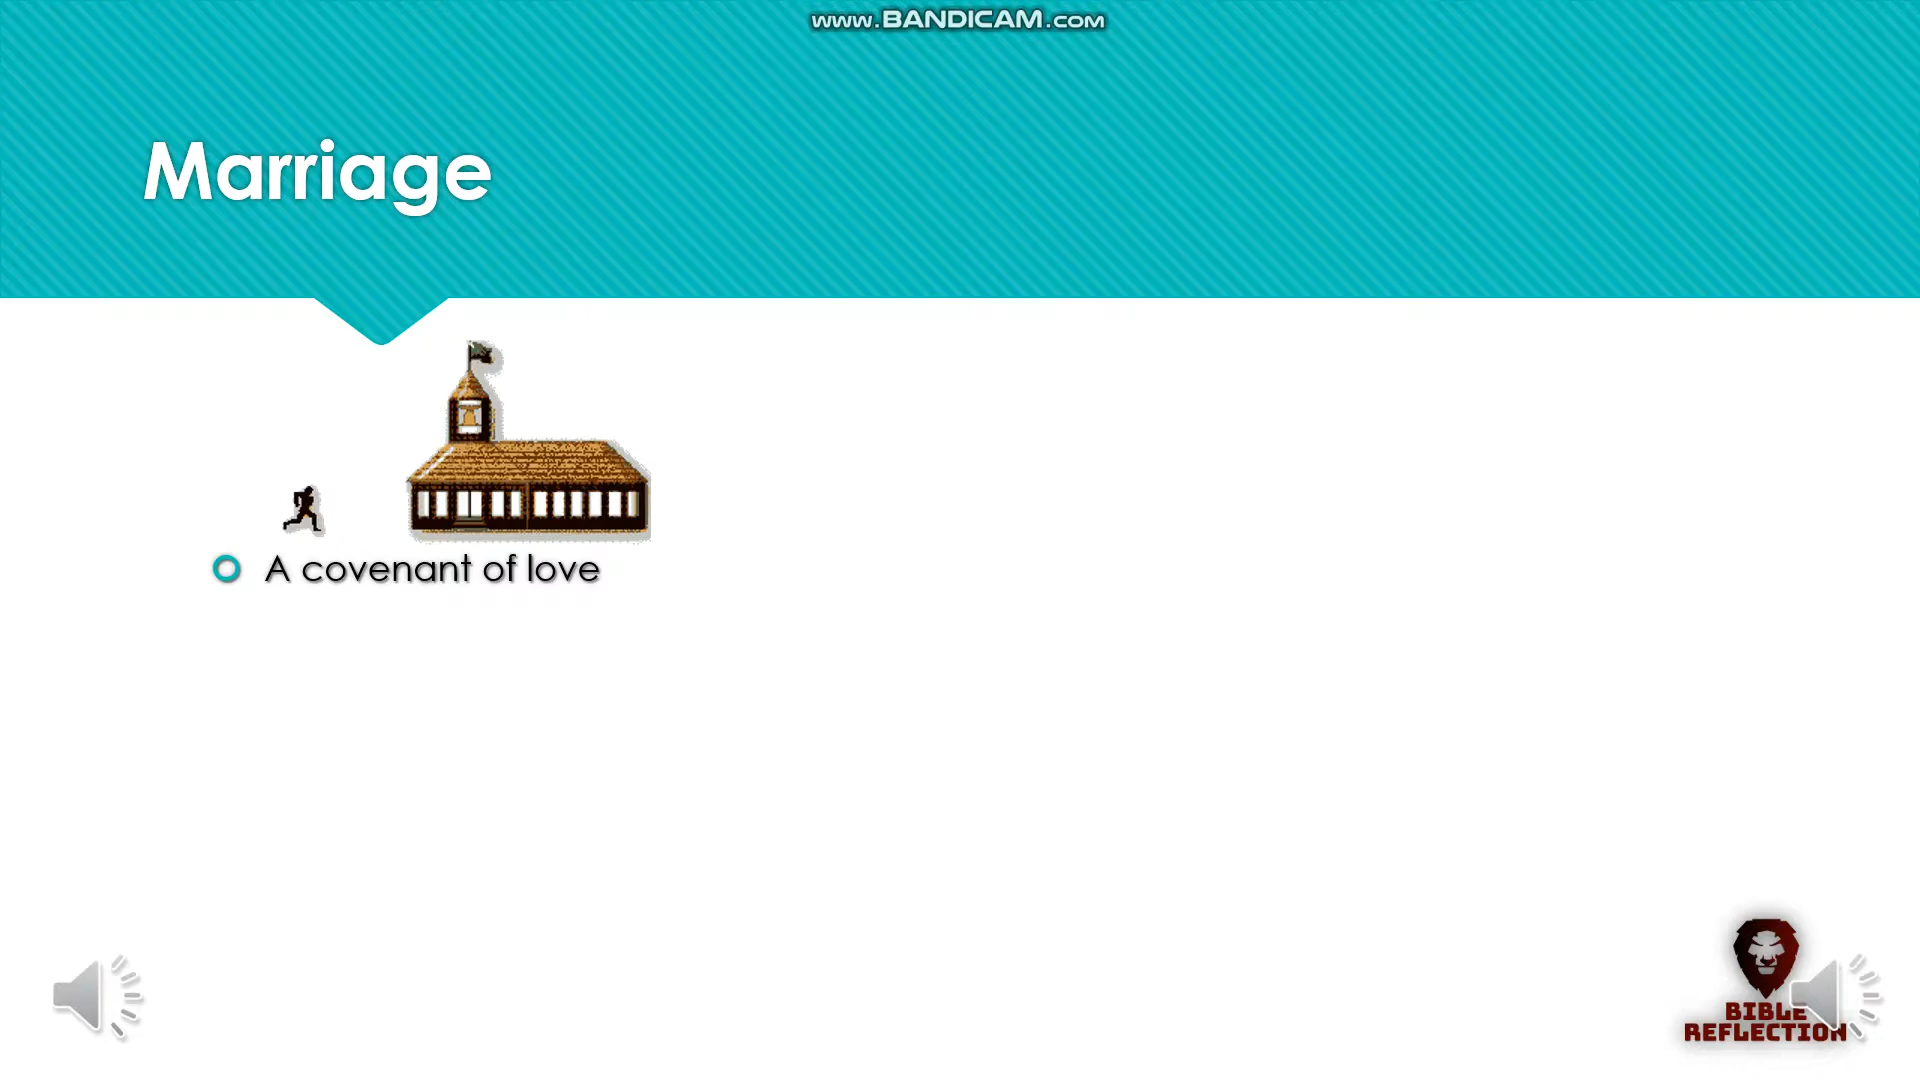 www.BANDICAM.com
Marriage
A covenant of love
BIBLE
REFLECTION